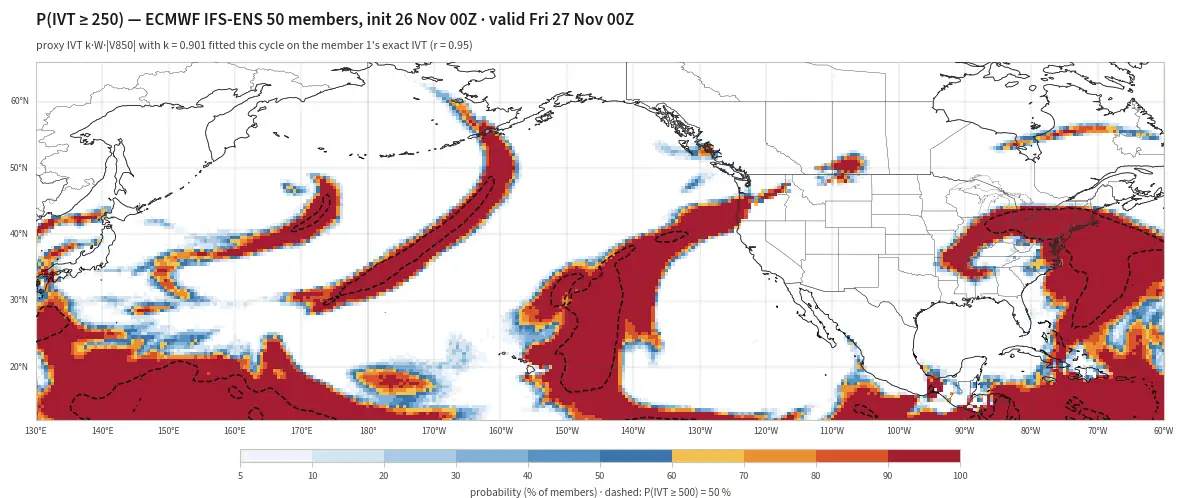 P(IVT ≥ 250) — ECMWF IFS-ENS 50 members, init 26 Nov 00Z · valid Fri 27 Nov 00Z
proxy IVT k·W·|V850| with k = 0.901 fitted this cycle on the member 1's exact IVT (r = 0.95)
60°N
50°N
40°N
30°N
20°N
130°E 140°E 150°E 160°E 170°E 180° 170°W 160°W 150°W 140°W 130°W 120°W 110°W 100°W 90°W 80°W 70°W 60°W
5 10 20 30 40 50 60 70 80 90 100
probability (% of members) · dashed: P(IVT ≥ 500) = 50 %